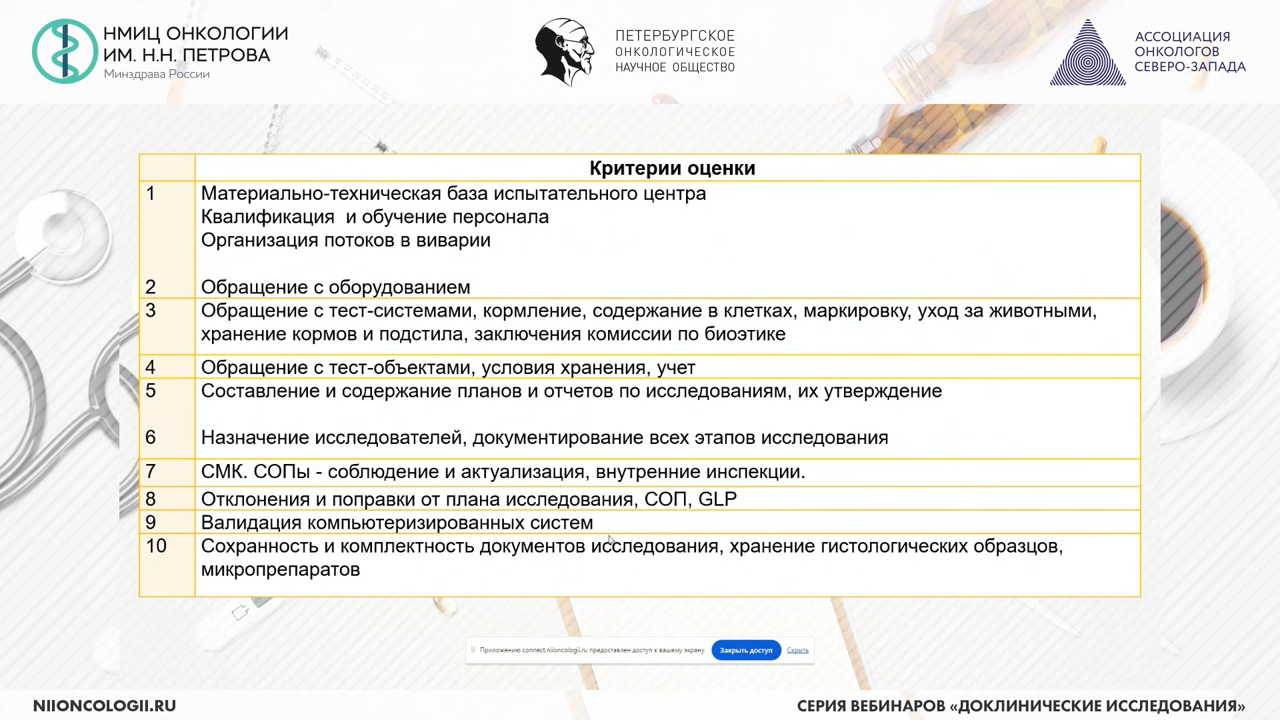 НМИЦ ОНКОЛОГИИ
ИМ. Н.Н. ПЕТРОВА
Минздрава России
ПЕТЕРБУРГСКОЕ
ОНКОЛОГИЧЕСКОЕ
НАУЧНОЕ ОБЩЕСТВО
АССОЦИАЦИЯ
ОНКОЛОГОВ
СЕВЕРО-ЗАПАДА
Критерии оценки
1 Материально-техническая база испытательного центра
Квалификация и обучение персонала
Организация потоков в виварии
2 Обращение с оборудованием
3 Обращение с тест-системами, кормление, содержание в клетках, маркировку, уход за животными,
хранение кормов и подстила, заключения комиссии по биоэтике
4 Обращение с тест-объектами, условия хранения, учет
5 Составление и содержание планов и отчетов по исследованиям, их утверждение
6 Назначение исследователей, документирование всех этапов исследования
7 СМК. СОПы - соблюдение и актуализация, внутренние инспекции.
8 Отклонения и поправки от плана исследования, СОП, GLP
9 Валидация компьютеризированных систем
10 Сохранность и комплектность документов исследования, хранение гистологических образцов,
микропрепаратов
Приложению connect.niioncologii.ru предоставлен доступ к вашему экрану. Закрыть доступ Скрыть
NIIONCOLOGII.RU
СЕРИЯ ВЕБИНАРОВ «ДОКЛИНИЧЕСКИЕ ИССЛЕДОВАНИЯ»